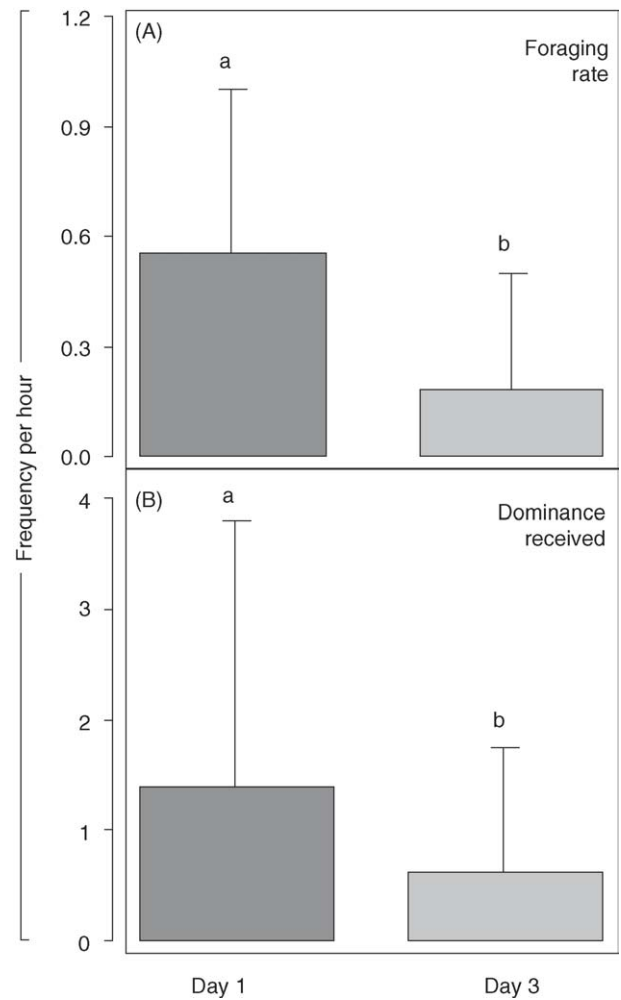 Frequency per hour
(A)
Foraging
rate
1.2
0.9
0.6
0.3
0.0
a
b
(B)
Dominance
received
4
3
2
1
0
a
b
Day 1
Day 3